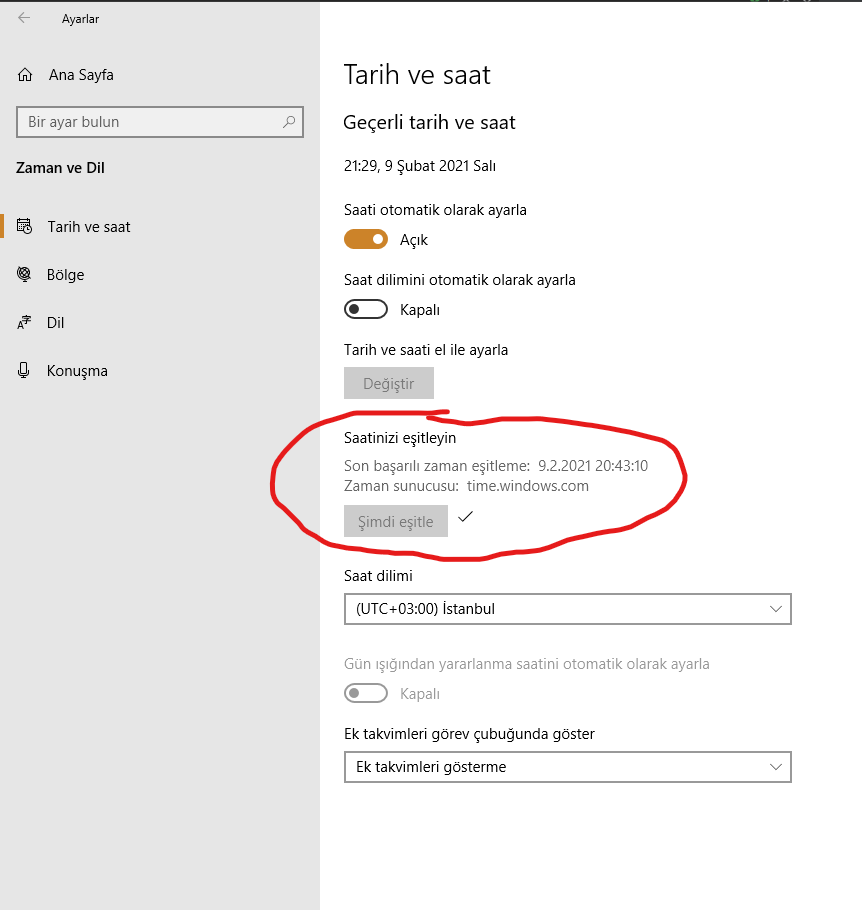 Ayarlar
Ana Sayfa
Bir ayar bulun
Zaman ve Dil
Tarih ve saat
Bölge
Dil
Konuşma
Tarih ve saat
Geçerli tarih ve saat
21:29, 9 Şubat 2021 Salı
Saati otomatik olarak ayarla
Açık
Saat dilimini otomatik olarak ayarla
Kapalı
Tarih ve saati el ile ayarla
Değiştir
Saatinizi eşitleyin
Son başarılı zaman eşitleme: 9.2.2021 20:43:10
Zaman sunucusu: time.windows.com
Şimdi eşitle
Saat dilimi
(UTC+03:00) İstanbul
Gün ışığından yararlanma saatini otomatik olarak ayarla
Kapalı
Ek takvimleri görev çubuğunda göster
Ek takvimleri gösterme